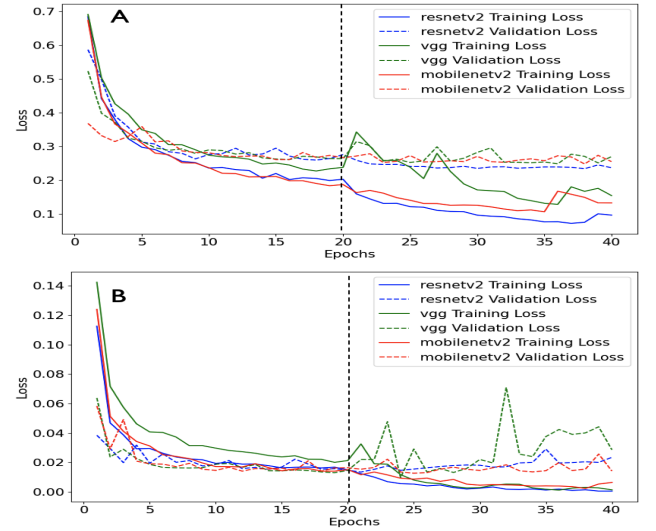 A
0.7
0.6
0.5
0.4
0.3
0.2
0.1
Loss
resnetv2 Training Loss
resnetv2 Validation Loss
vgg Training Loss
vgg Validation Loss
mobilenetv2 Training Loss
mobilenetv2 Validation Loss
0 5 10 15 20 25 30 35 40
Epochs
B
0.14
0.12
0.10
0.08
0.06
0.04
0.02
0.00
Loss
resnetv2 Training Loss
resnetv2 Validation Loss
vgg Training Loss
vgg Validation Loss
mobilenetv2 Training Loss
mobilenetv2 Validation Loss
0 5 10 15 20 25 30 35 40
Epochs